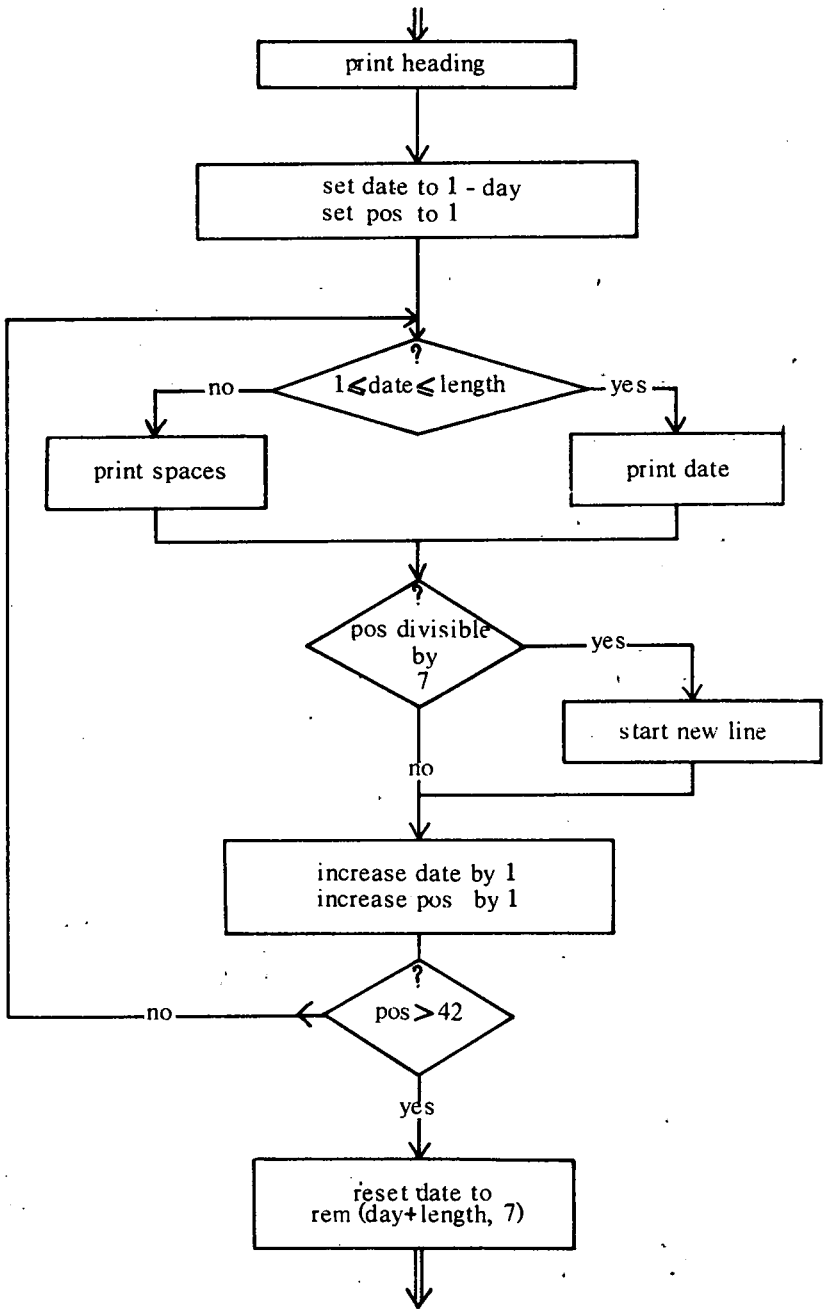 print heading
set date to 1 - day
set pos to 1
?
1⩽date⩽length
no
yes
print spaces
print date
?
pos divisible
by
7
yes
start new line
no
increase date by 1
increase pos by 1
?
pos>42
no
yes
reset date to
rem (day+length, 7)